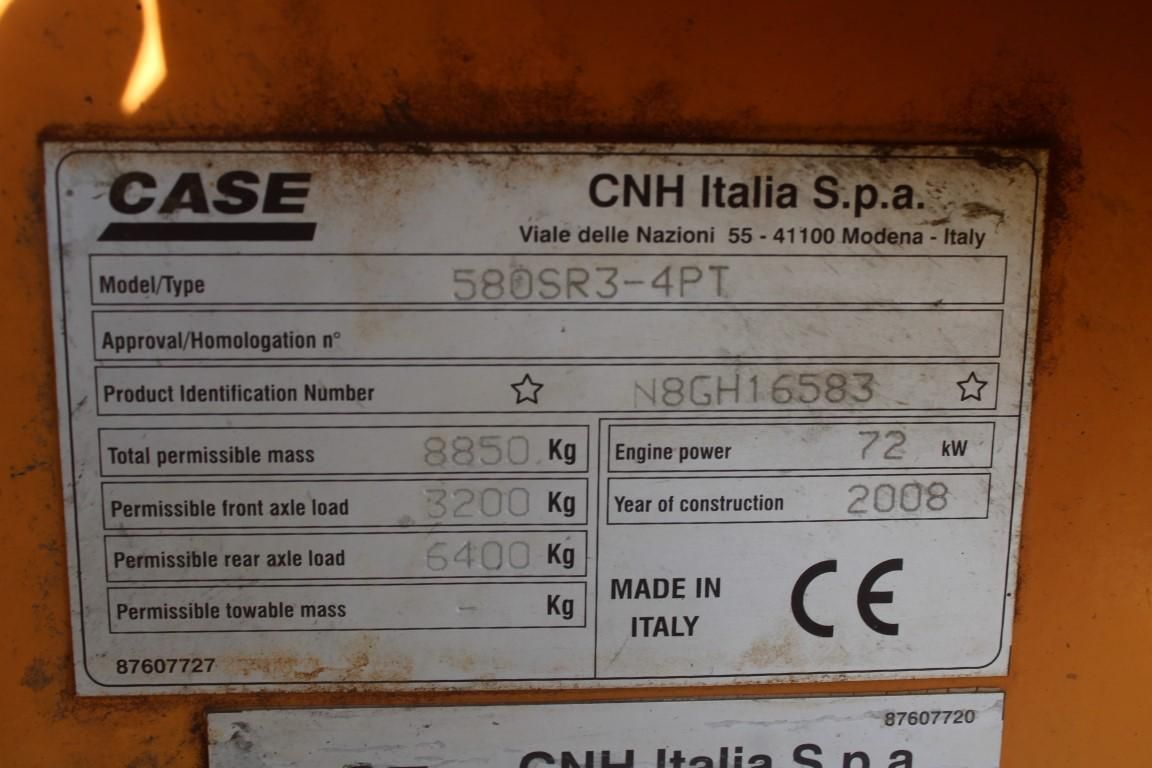 CASE
CNH Italia S.p.a.
Viale delle Nazioni 55 - 41100 Modena - Italy
Model/Type 580SR3-4PT
Approval/Homologation n°
Product Identification Number ☆ N8GH16583 ☆
Total permissible mass 8850 Kg
Engine power 72 kW
Permissible front axle load 3200 Kg
Year of construction 2008
Permissible rear axle load 6400 Kg
Permissible towable mass - Kg
MADE IN
ITALY
CE
87607727
87607720
CNH Italia S.p.a.